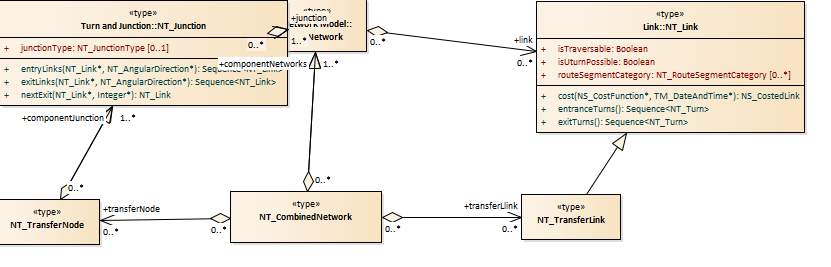 «type»
Turn and Junction::NT_Junction
+ junctionType: NT_JunctionType [0..1]
+ entryLinks(NT_Link*, NT_AngularDirection*): Sequence<NT_Link>
+ exitLinks(NT_Link*, NT_AngularDirection*): Sequence<NT_Link>
+ nextExit(NT_Link*, Integer*): NT_Link
+junction
0..*
1..*
«type»
Model::
Network
0..*
+link
0..*
«type»
Link::NT_Link
+ isTraversable: Boolean
+ isUturnPossible: Boolean
+ routeSegmentCategory: NT_RouteSegmentCategory [0..*]
+ cost(NS_CostFunction*, TM_DateAndTime*): NS_CostedLink
+ entranceTurns(): Sequence<NT_Turn>
+ exitTurns(): Sequence<NT_Turn>
+componentNetworks
1..*
+componentJunction
1..*
0..*
0..*
«type»
NT_TransferNode
+transferNode
0..*
0..*
«type»
NT_CombinedNetwork
0..*
+transferLlink
0..*
«type»
NT_TransferLink